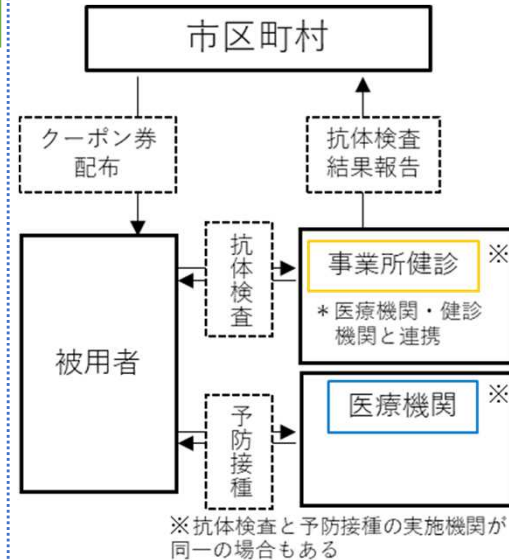 市区町村
クーポン券
配布
抗体検査
結果報告
抗体検査
事業所健診
※
＊医療機関・健診
機関と連携
被用者
医療機関
※
予防接種
※抗体検査と予防接種の実施機関が
同一の場合もある